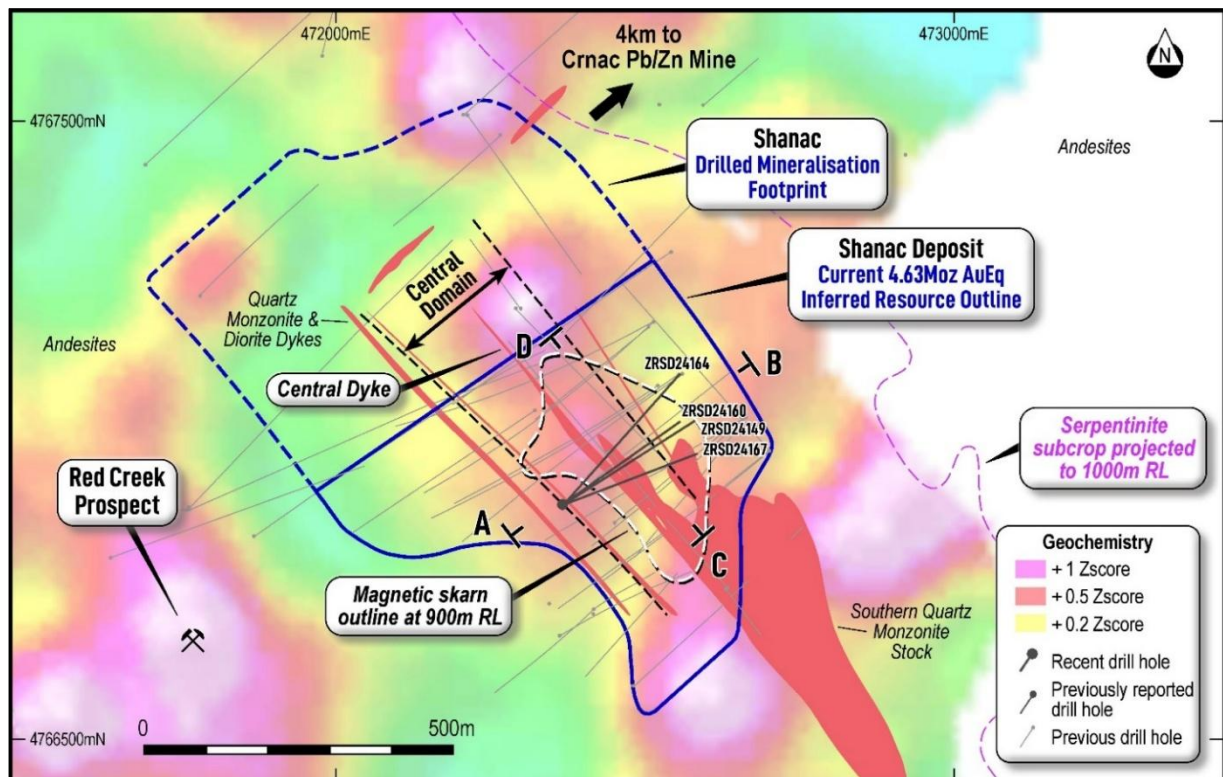 472000mE
473000mE
4km to
Crnac Pb/Zn Mine
N
4767500mN
Shanac
Drilled Mineralisation
Footprint
Andesites
Shanac Deposit
Current 4.63Moz AuEq
Inferred Resource Outline
Central
Domain
Quartz
Monzonite &
Diorite Dykes
Andesites
D
B
ZRSD24164
Central Dyke
ZRSD24160
ZRSD24149
ZRSD24167
Serpentinite
subcrop projected
to 1000m RL
Red Creek
Prospect
A
C
Magnetic skarn
outline at 900m RL
Southern Quartz
Monzonite
Stock
Geochemistry
+ 1 Zscore
+ 0.5 Zscore
+ 0.2 Zscore
Recent drill hole
Previously reported
drill hole
Previous drill hole
0
500m
4766500mN